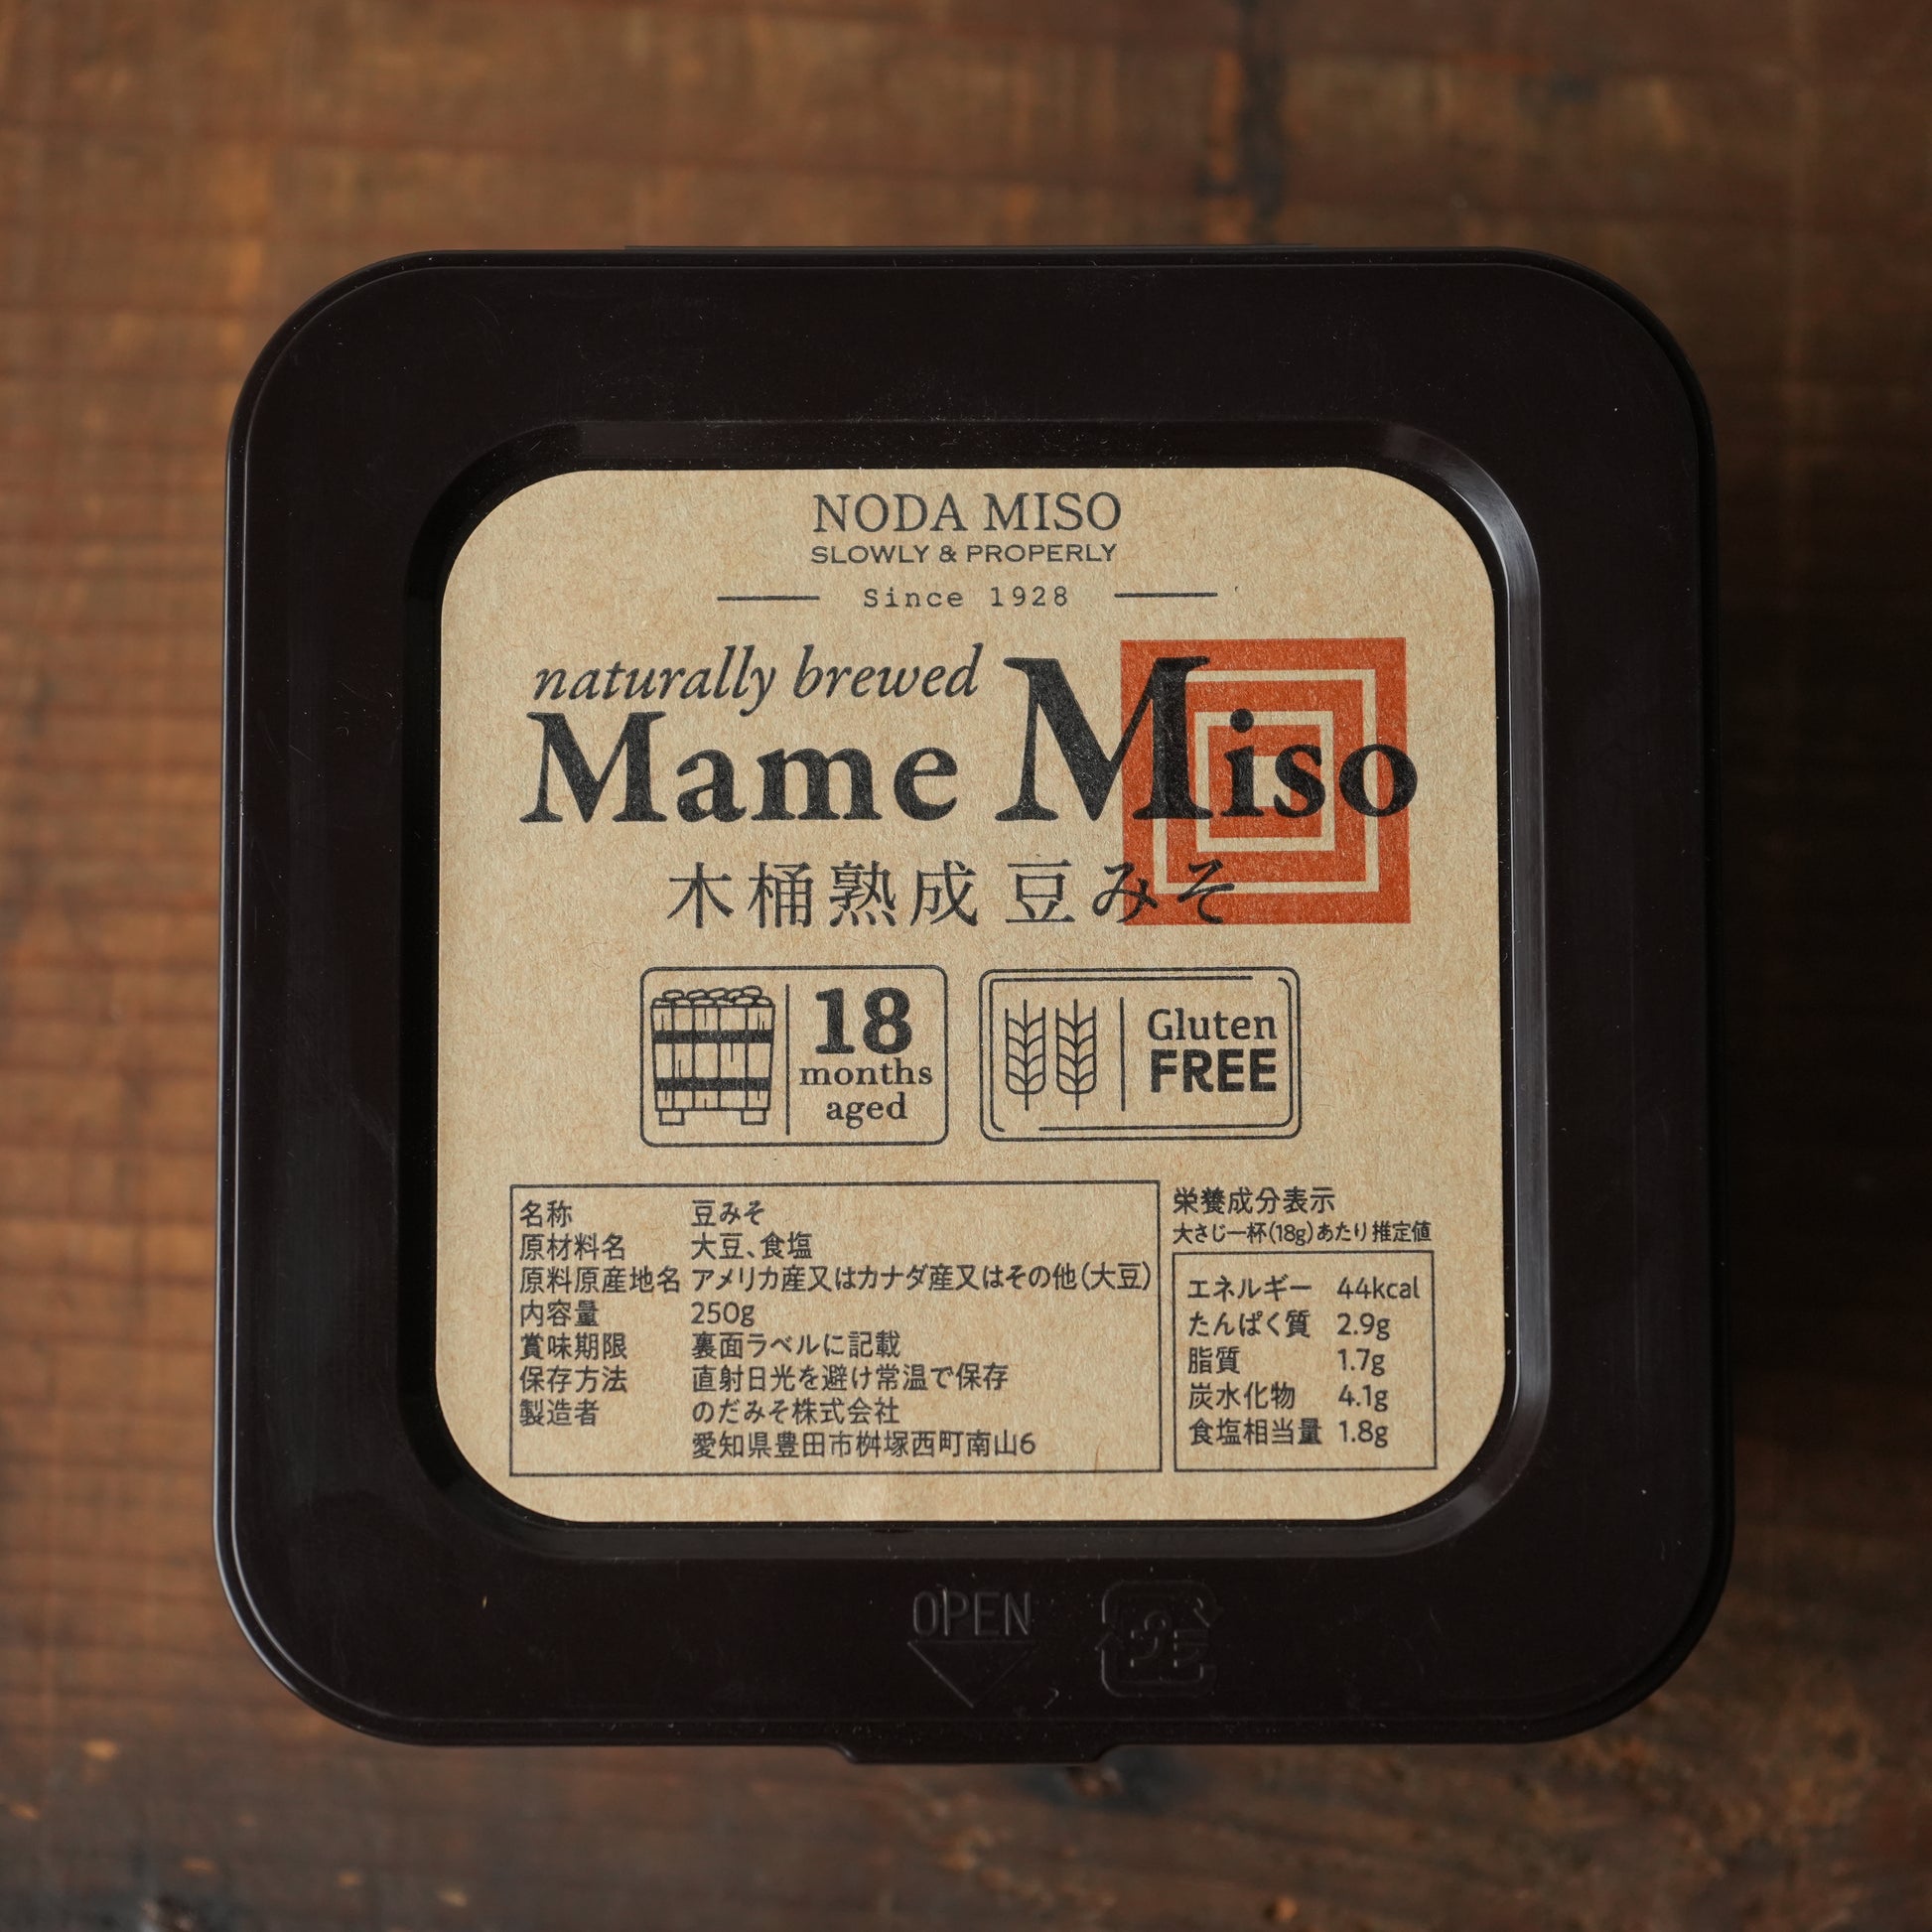 NODA MISO
SLOWLY & PROPERLY
Since 1928
naturally brewed
Mame Miso
木桶熟成 豆みそ
18
months
aged
Gluten
FREE
名称 豆みそ
原材料名 大豆、食塩
原料原産地名 アメリカ産又はカナダ産又はその他(大豆)
内容量 250g
賞味期限 裏面ラベルに記載
保存方法 直射日光を避け常温で保存
製造者 のだみそ株式会社
愛知県豊田市桝塚西町南山6
栄養成分表示
大さじ一杯(18g)あたり推定値
エネルギー 44kcal
たんぱく質 2.9g
脂質 1.7g
炭水化物 4.1g
食塩相当量 1.8g
OPEN